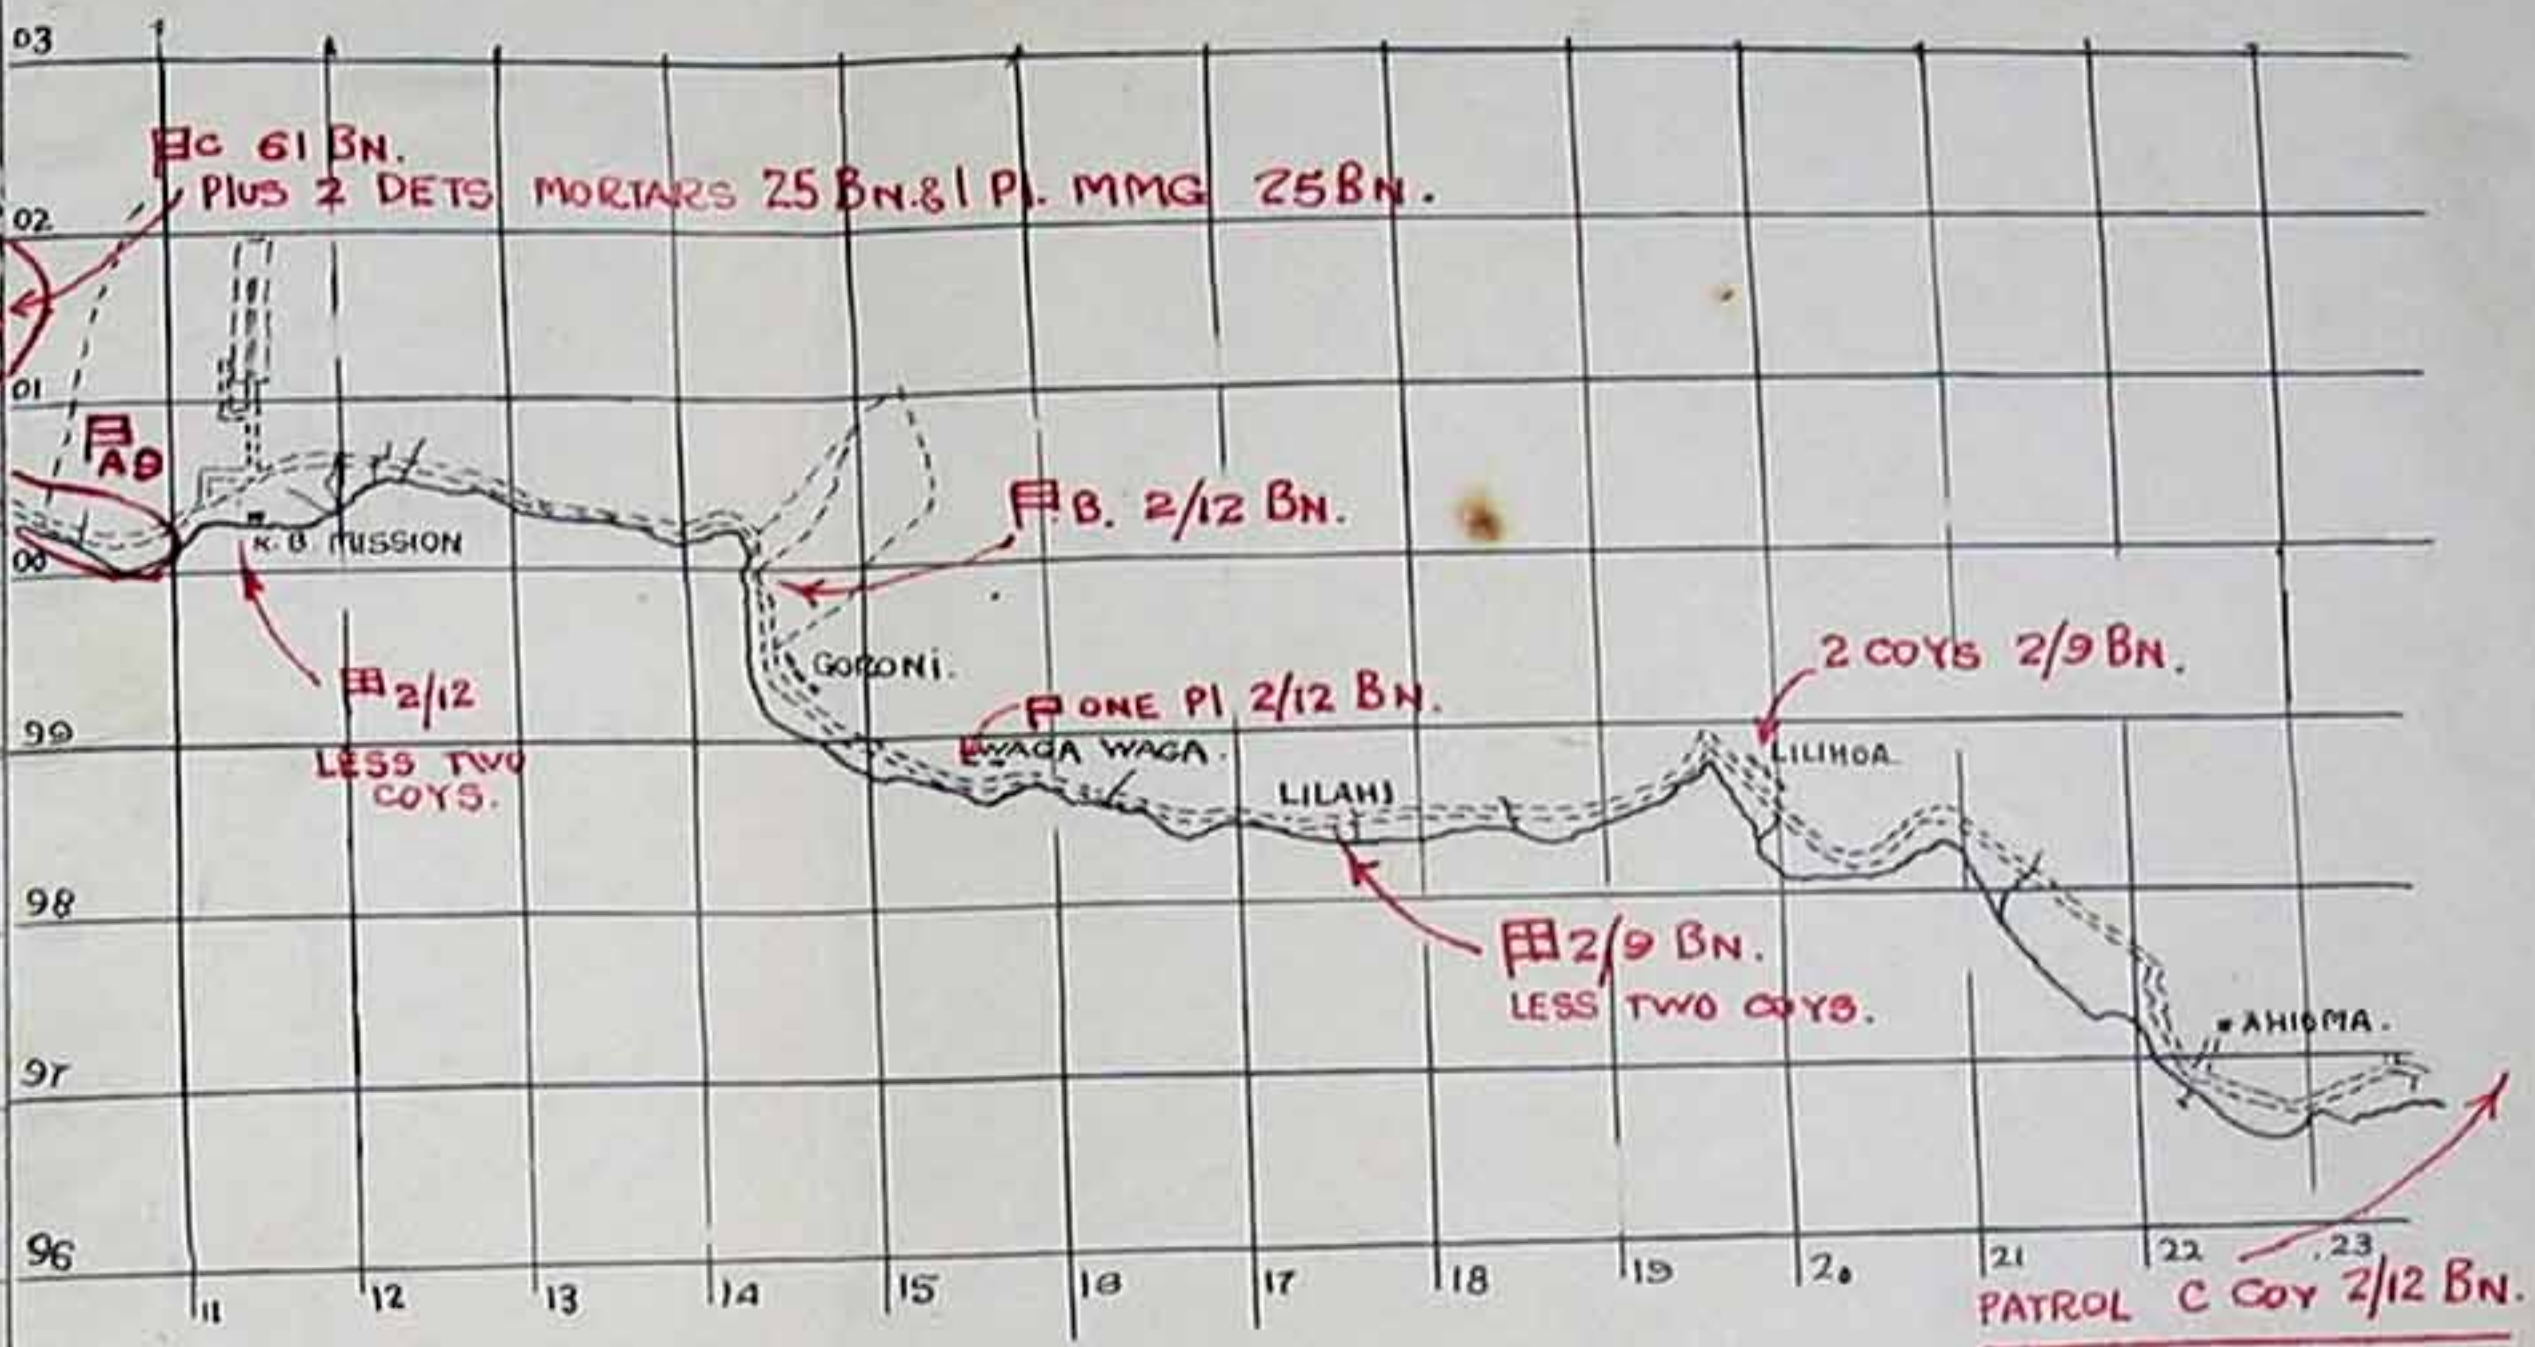 03
C 61 BN.
PLUS 2 DETS MORTARS 25 BN. & 1 Pl. MMG 25 BN.
02
01
A D
B. 2/12 BN.
K. B. MISSION
00
2 COYS 2/9 BN.
GORONI.
2/12
ONE Pl 2/12 BN.
99
WAGA WAGA.
LILIHOA
LESS TWO
COYS.
LILAHI
98
2/9 BN.
LESS TWO COYS.
AHIOMA.
97
96
11 12 13 14 15 16 17 18 19 20 21 22 23
PATROL C COY 2/12 BN.